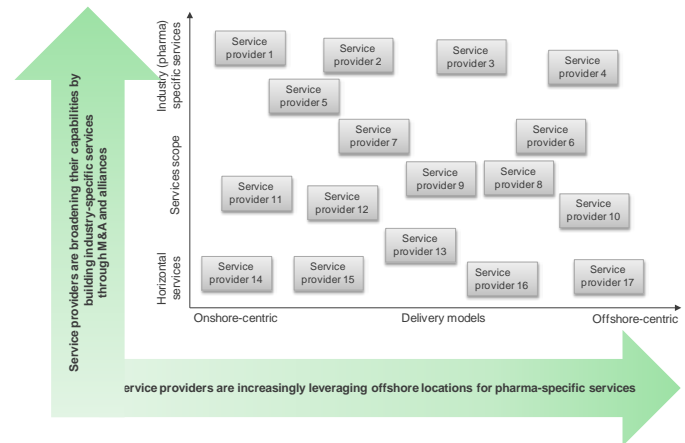 Service providers are broadening their capabilities by
building industry-specific services
through M&A and alliances
Industry (pharma)
specific services
Services scope
Horizontal
services
Service
provider 1
Service
provider 2
Service
provider 3
Service
provider 4
Service
provider 5
Service
provider 7
Service
provider 6
Service
provider 9
Service
provider 8
Service
provider 11
Service
provider 12
Service
provider 10
Service
provider 13
Service
provider 14
Service
provider 15
Service
provider 16
Service
provider 17
Onshore-centric
Delivery models
Offshore-centric
ervice providers are increasingly leveraging offshore locations for pharma-specific services